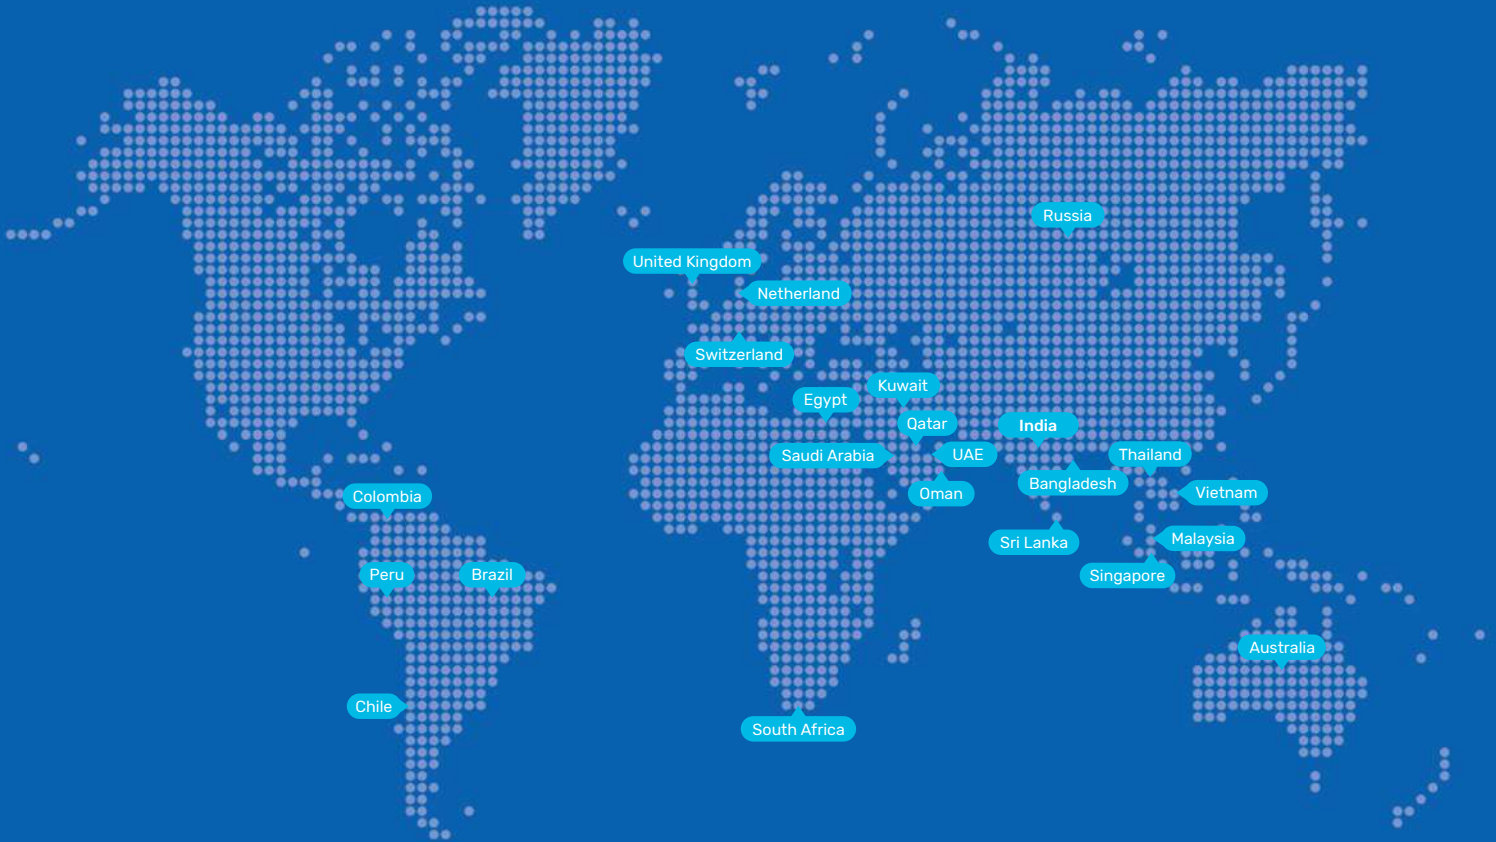 Russia
United Kingdom
Netherland
Switzerland
Kuwait
Egypt
Qatar
India
Saudi Arabia
UAE
Thailand
Bangladesh
Oman
Vietnam
Colombia
Sri Lanka
Malaysia
Singapore
Peru
Brazil
Australia
Chile
South Africa